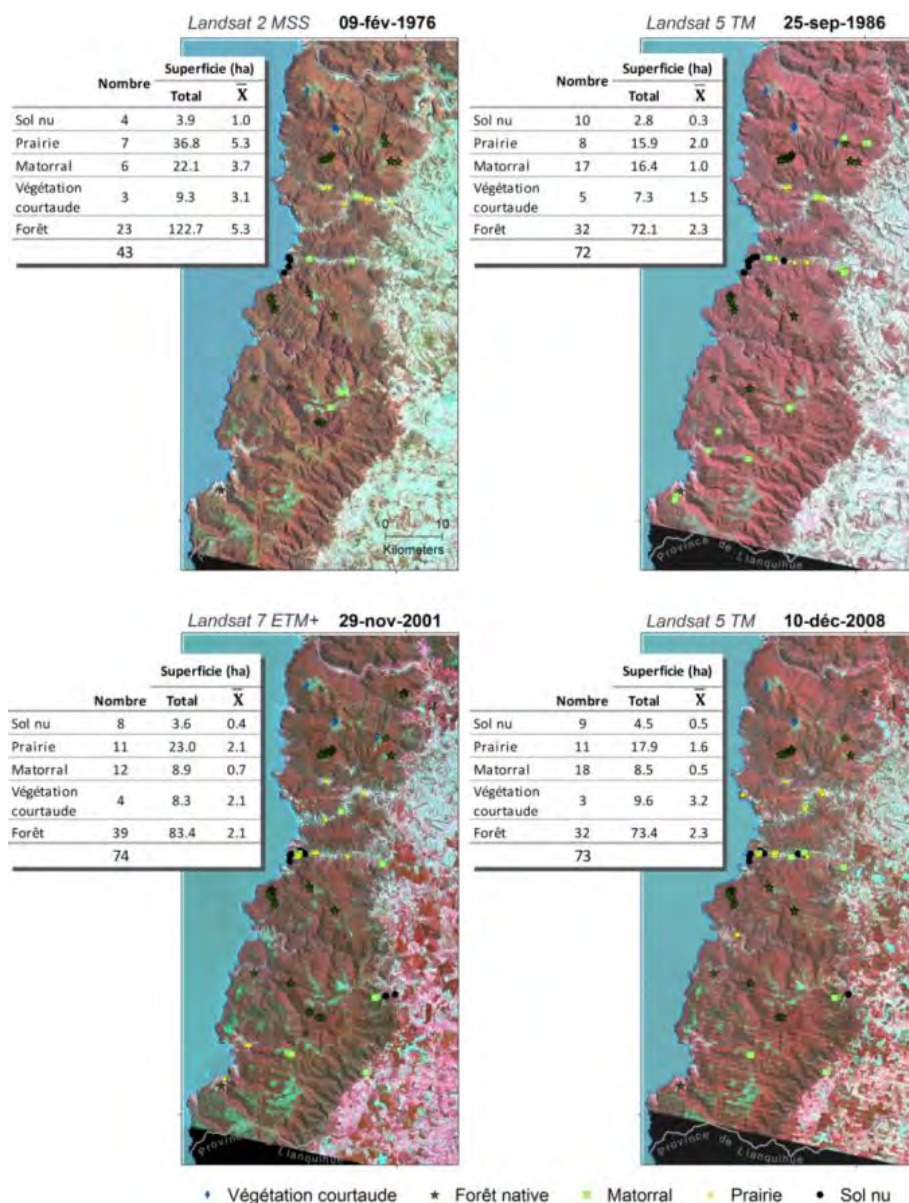 Landsat 2 MSS 09-fév-1976
Superficie (ha)
Nombre
Total X̄
Sol nu 4 3.9 1.0
Prairie 7 36.8 5.3
Matorral 6 22.1 3.7
Végétation
courtaude 3 9.3 3.1
Forêt 23 122.7 5.3
43
0 10
Kilometers
Landsat 5 TM 25-sep-1986
Superficie (ha)
Nombre
Total X̄
Sol nu 10 2.8 0.3
Prairie 8 15.9 2.0
Matorral 17 16.4 1.0
Végétation
courtaude 5 7.3 1.5
Forêt 32 72.1 2.3
72
Province de Llanquihue
Landsat 7 ETM+ 29-nov-2001
Superficie (ha)
Nombre Total X̄
Sol nu 8 3.6 0.4
Prairie 11 23.0 2.1
Matorral 12 8.9 0.7
Végétation
courtaude 4 8.3 2.1
Forêt 39 83.4 2.1
74
Province de Llanquihue
Landsat 5 TM 10-déc-2008
Superficie (ha)
Nombre Total X̄
Sol nu 9 4.5 0.5
Prairie 11 17.9 1.6
Matorral 18 8.5 0.5
Végétation
courtaude 3 9.6 3.2
Forêt 32 73.4 2.3
73
Province de Llanquihue
Végétation courtaude Forêt native Matorral Prairie Sol nu